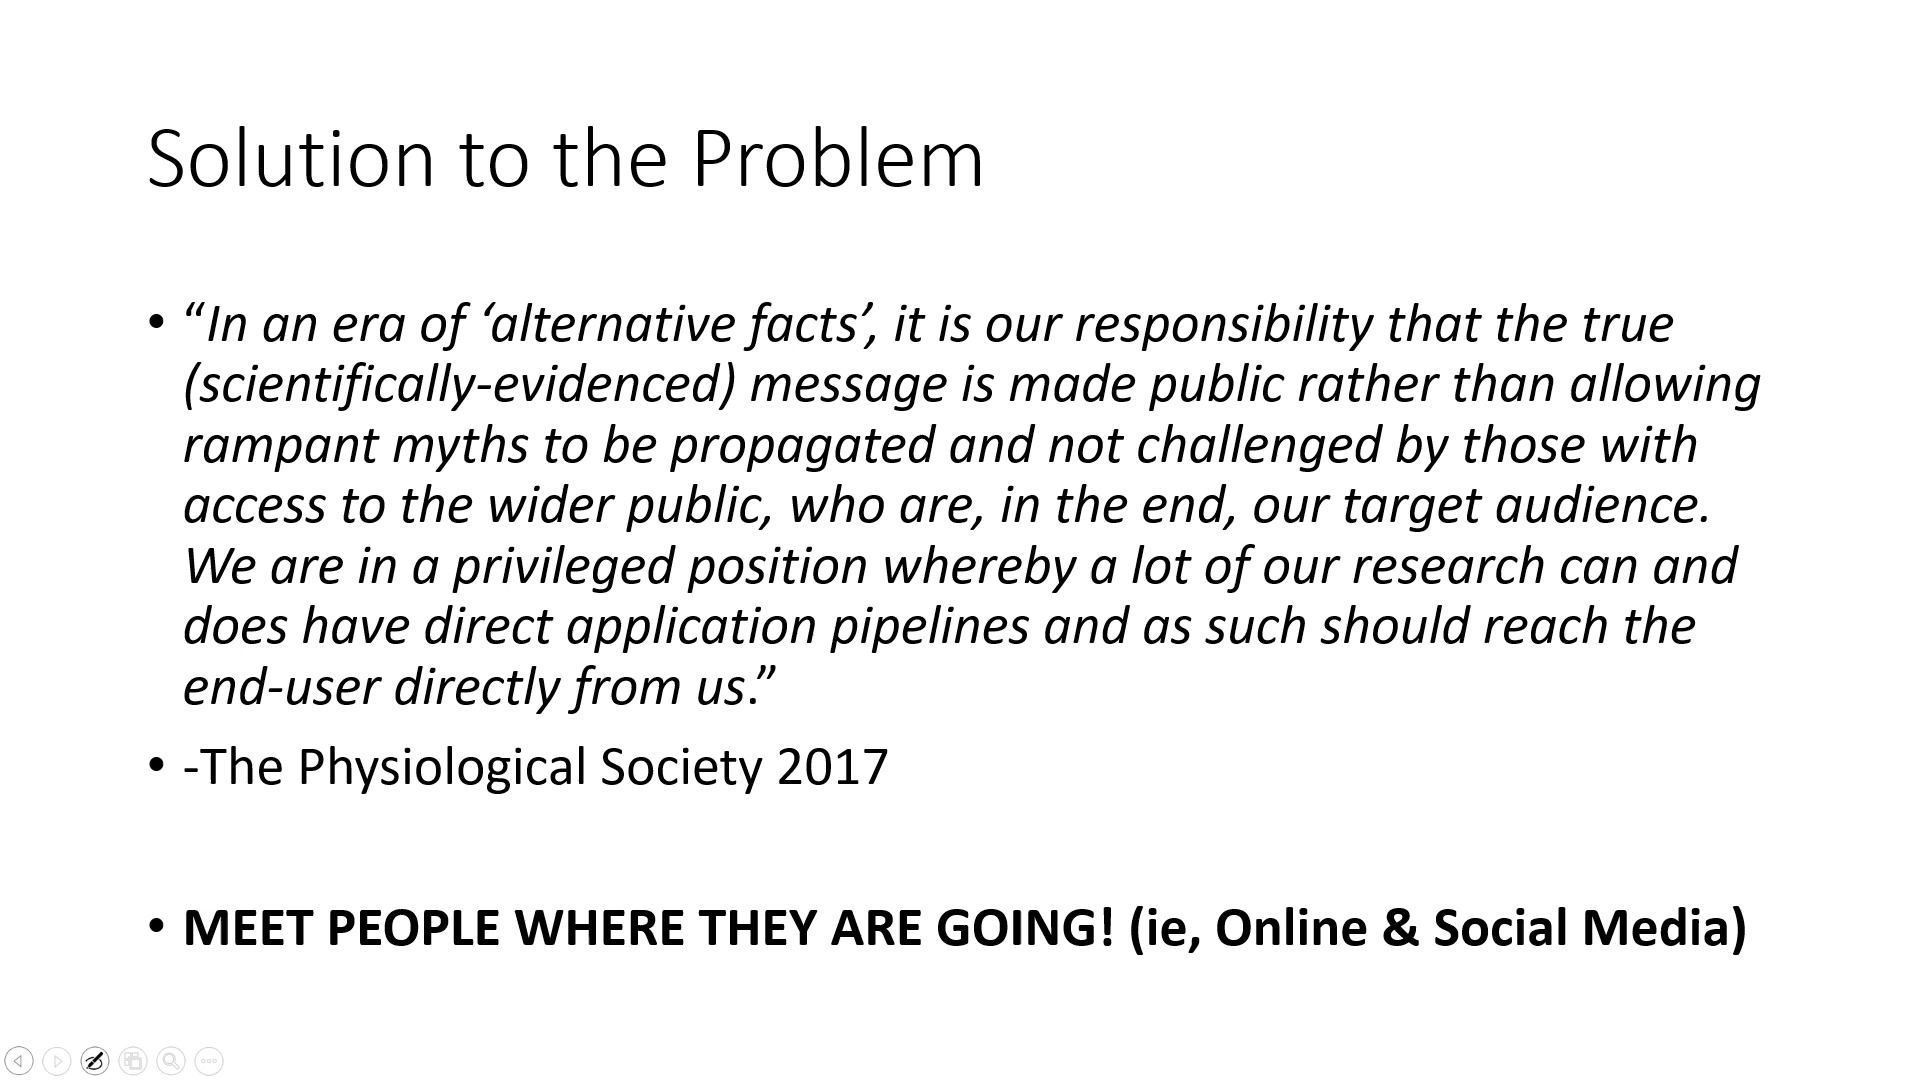 Solution to the Problem
• “In an era of ‘alternative facts’, it is our responsibility that the true
(scientifically-evidenced) message is made public rather than allowing
rampant myths to be propagated and not challenged by those with
access to the wider public, who are, in the end, our target audience.
We are in a privileged position whereby a lot of our research can and
does have direct application pipelines and as such should reach the
end-user directly from us.”
• -The Physiological Society 2017
• MEET PEOPLE WHERE THEY ARE GOING! (ie, Online & Social Media)